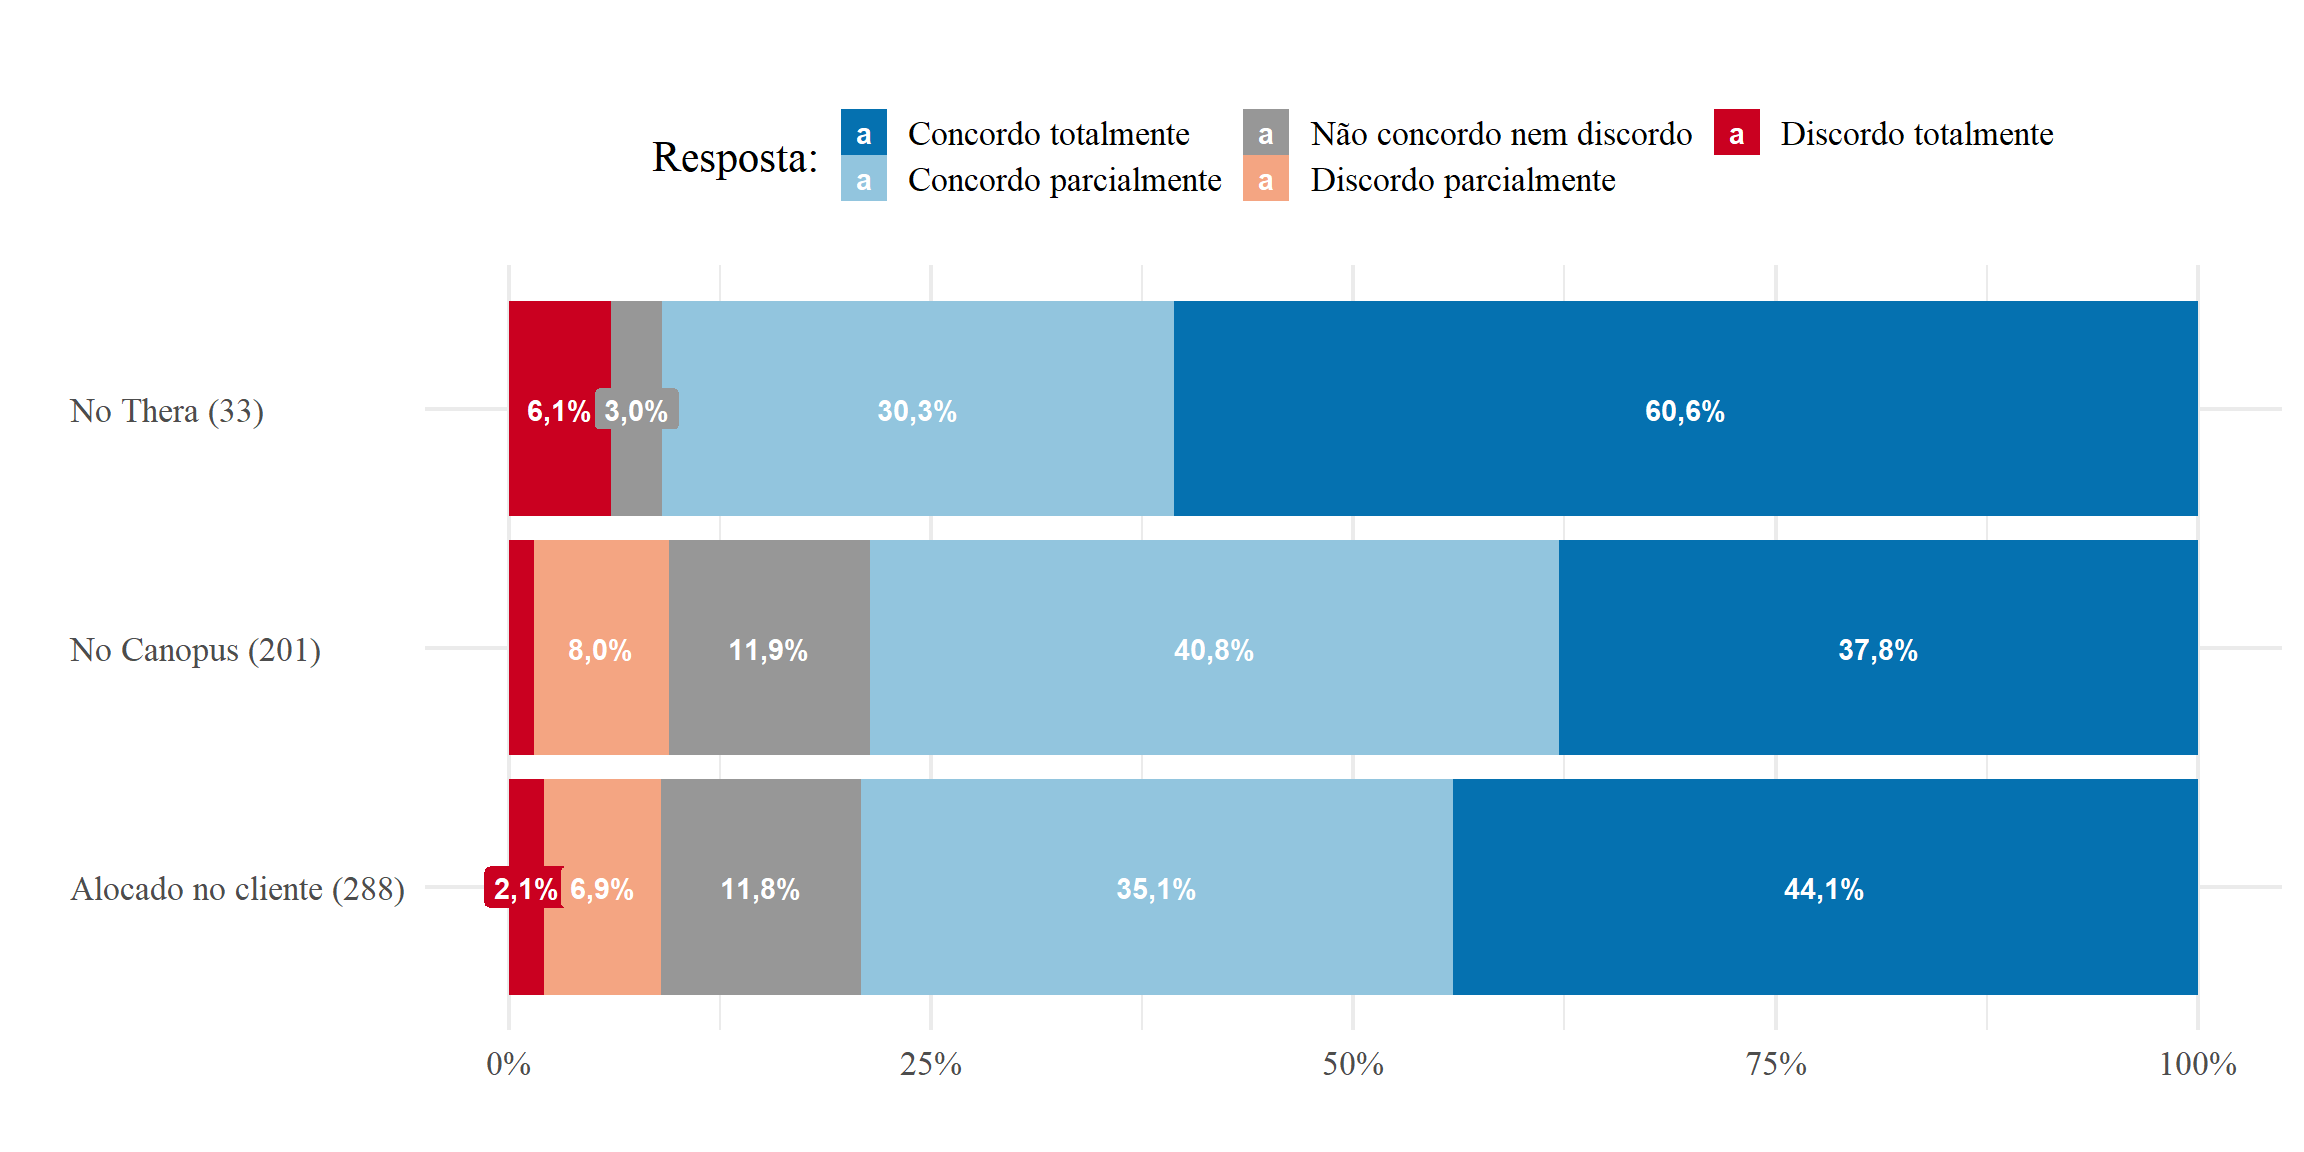 Resposta:
a Concordo totalmente
a Concordo parcialmente
a Não concordo nem discordo
a Discordo parcialmente
a Discordo totalmente
No Thera (33)
6,1% 3,0% 30,3% 60,6%
No Canopus (201)
8,0% 11,9% 40,8% 37,8%
Alocado no cliente (288)
2,1% 6,9% 11,8% 35,1% 44,1%
0% 25% 50% 75% 100%